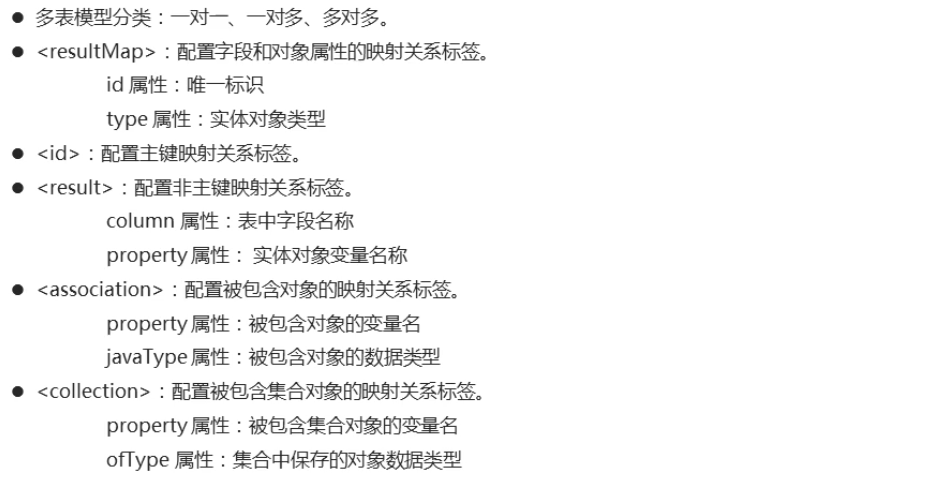 ● 多表模型分类：一对一、一对多、多对多。
● <resultMap>：配置字段和对象属性的映射关系标签。
id 属性：唯一标识
type 属性：实体对象类型
● <id>：配置主键映射关系标签。
● <result>：配置非主键映射关系标签。
column 属性：表中字段名称
property 属性： 实体对象变量名称
● <association>：配置被包含对象的映射关系标签。
property 属性：被包含对象的变量名
javaType 属性：被包含对象的数据类型
● <collection>：配置被包含集合对象的映射关系标签。
property 属性：被包含集合对象的变量名
ofType 属性：集合中保存的对象数据类型